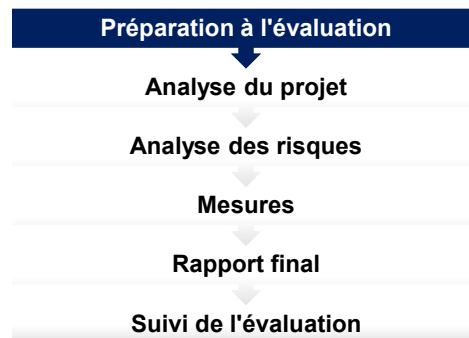 Préparation à l'évaluation
Analyse du projet
Analyse des risques
Mesures
Rapport final
Suivi de l'évaluation